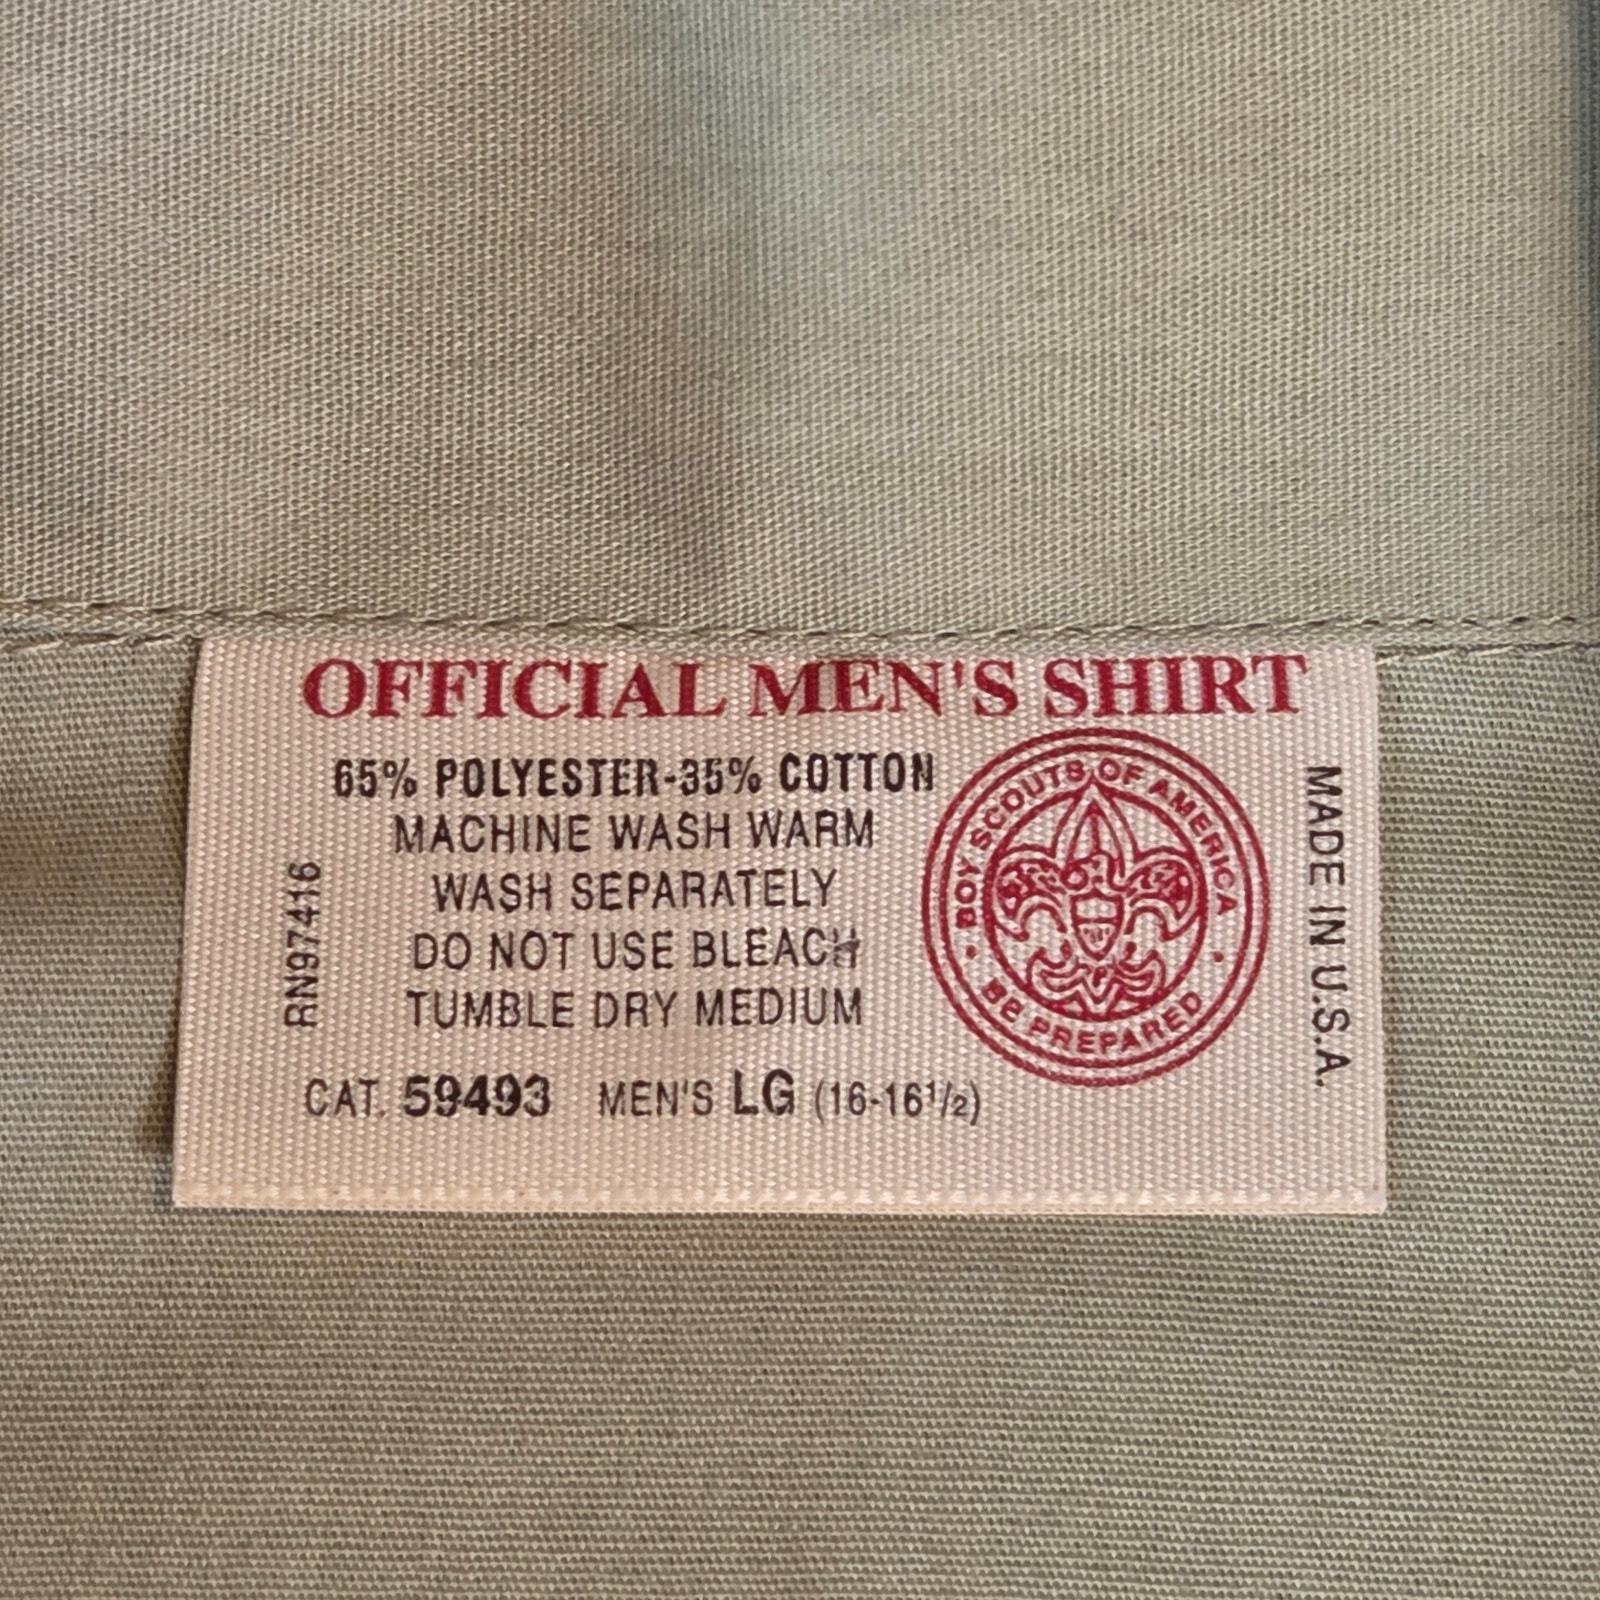 OFFICIAL MEN'S SHIRT
65% POLYESTER-35% COTTON
MACHINE WASH WARM
WASH SEPARATELY
DO NOT USE BLEACH
TUMBLE DRY MEDIUM
CAT. 59493 MEN'S LG (16-16½)
RN97416
BOY SCOUTS OF AMERICA
BE PREPARED
MADE IN U.S.A.